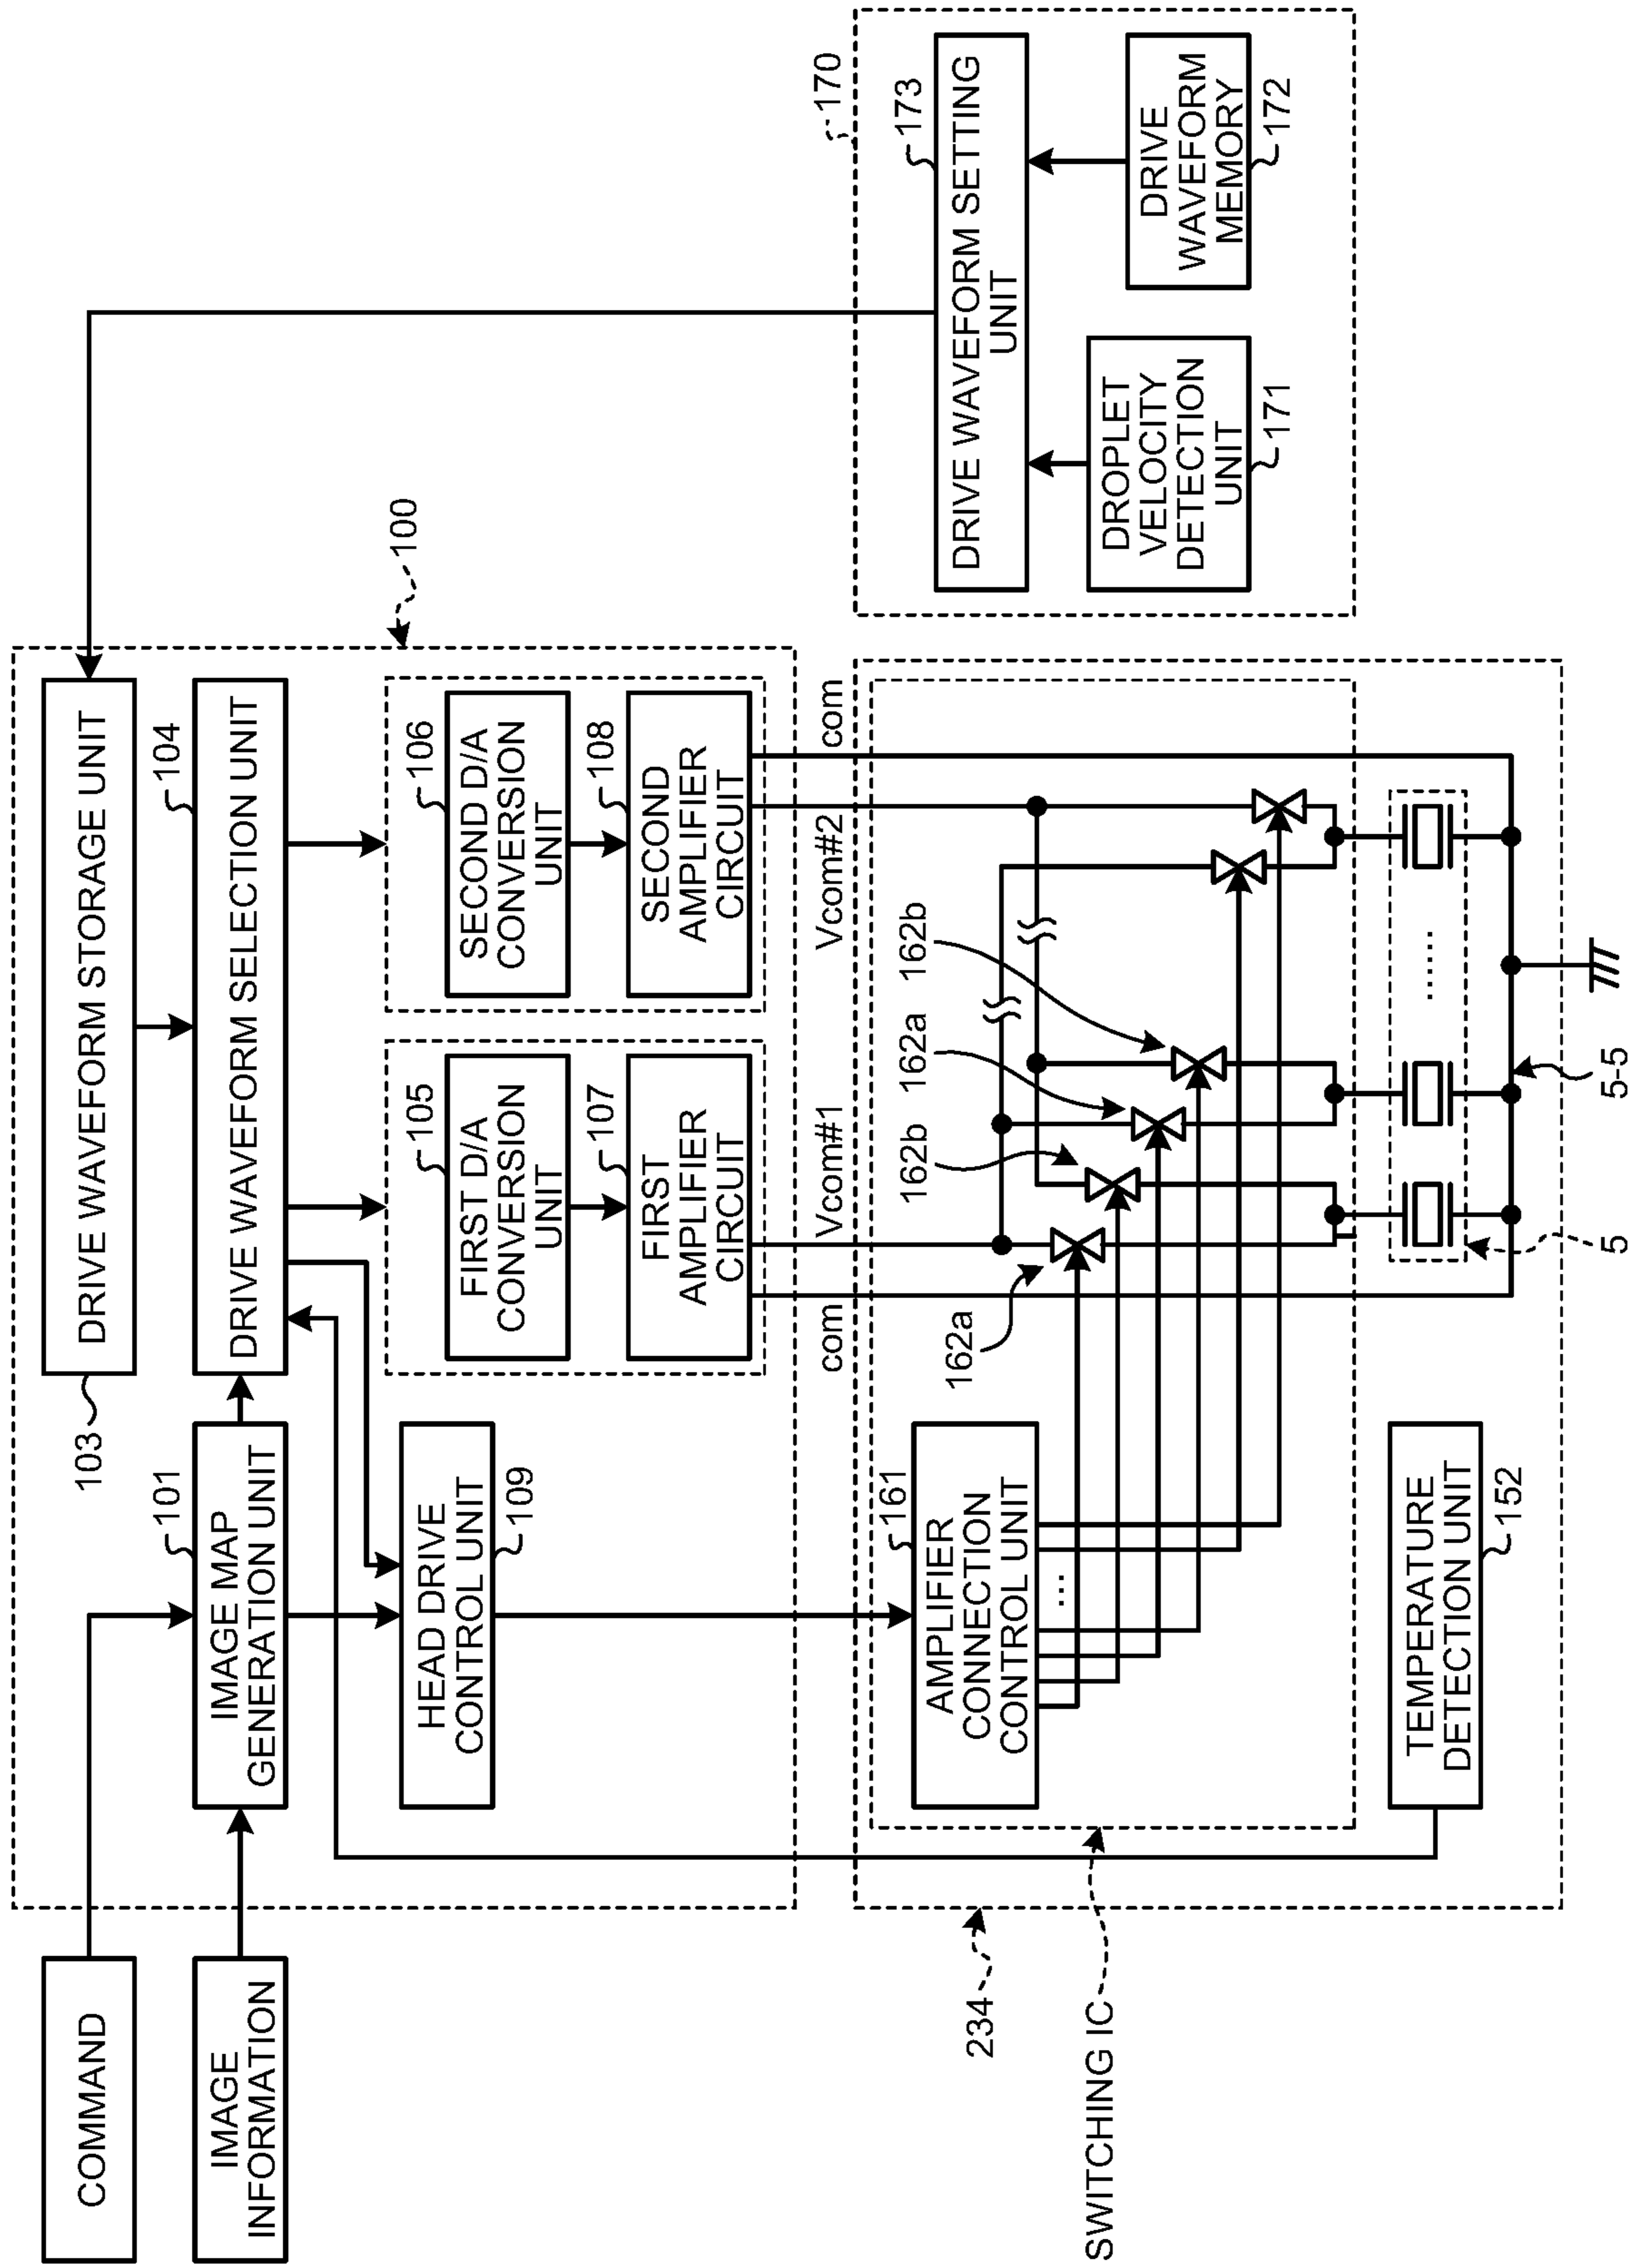 COMMAND
IMAGE
INFORMATION
103
DRIVE WAVEFORM STORAGE UNIT
101
IMAGE MAP
GENERATION UNIT
104
DRIVE WAVEFORM SELECTION UNIT
100
HEAD DRIVE
CONTROL UNIT
109
105
FIRST D/A
CONVERSION
UNIT
106
SECOND D/A
CONVERSION
UNIT
107
FIRST
AMPLIFIER
CIRCUIT
108
SECOND
AMPLIFIER
CIRCUIT
com
Vcom#1
Vcom#2
com
170
173
DRIVE WAVEFORM SETTING
UNIT
DROPLET
VELOCITY
DETECTION
UNIT
171
DRIVE
WAVEFORM
MEMORY
172
234
SWITCHING IC
161
AMPLIFIER
CONNECTION
CONTROL UNIT
...
162a
162b
162a
162b
TEMPERATURE
DETECTION UNIT
152
......
5
5-5